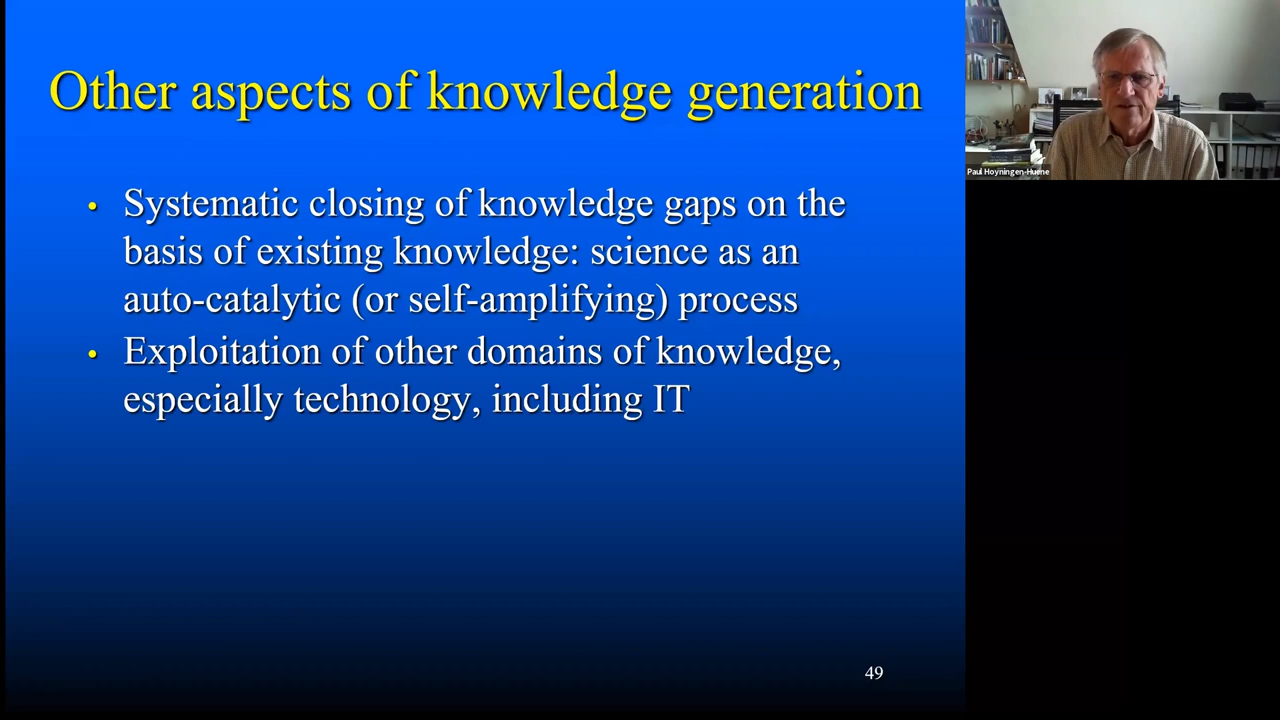 Other aspects of knowledge generation
• Systematic closing of knowledge gaps on the
basis of existing knowledge: science as an
auto-catalytic (or self-amplifying) process
• Exploitation of other domains of knowledge,
especially technology, including IT
49
Paul Hoyningen-Huene